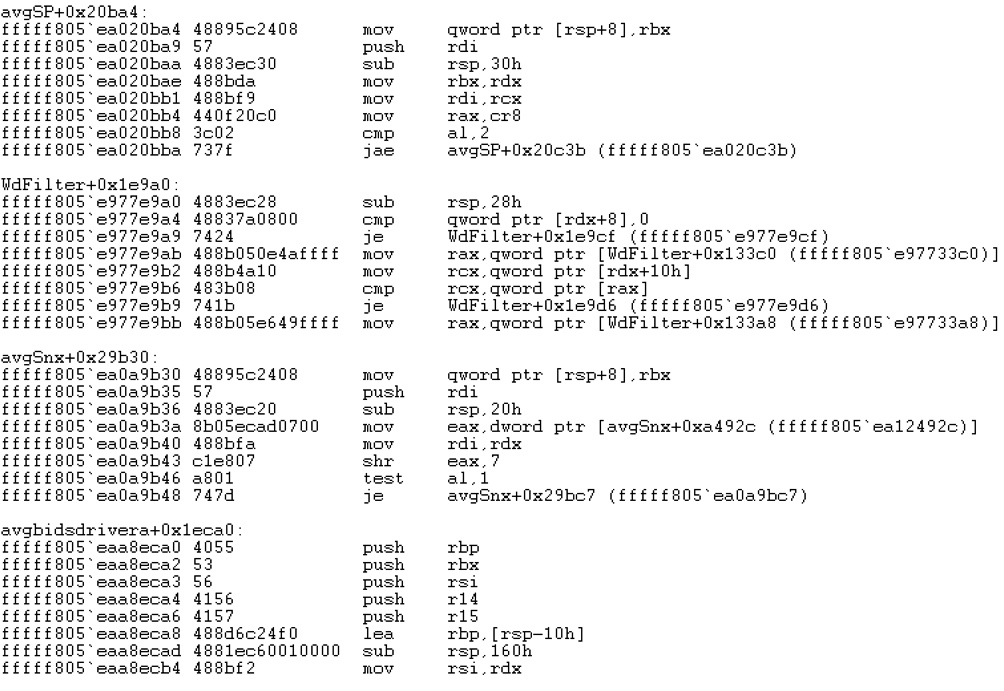 avgSP+0x20ba4:
fffff805`ea020ba4 48895c2408      mov     qword ptr [rsp+8],rbx
fffff805`ea020ba9 57              push    rdi
fffff805`ea020baa 4883ec30        sub     rsp,30h
fffff805`ea020bae 488bda          mov     rbx,rdx
fffff805`ea020bb1 488bf9          mov     rdi,rcx
fffff805`ea020bb4 440f20c0        mov     rax,cr8
fffff805`ea020bb8 3c02            cmp     al,2
fffff805`ea020bba 737f            jae     avgSP+0x20c3b (fffff805`ea020c3b)
WdFilter+0x1e9a0:
fffff805`e977e9a0 4883ec28        sub     rsp,28h
fffff805`e977e9a4 48837a0800      cmp     qword ptr [rdx+8],0
fffff805`e977e9a9 7424            je      WdFilter+0x1e9cf (fffff805`e977e9cf)
fffff805`e977e9ab 488b050e4affff  mov     rax,qword ptr [WdFilter+0x133c0 (fffff805`e97733c0)]
fffff805`e977e9b2 488b4a10        mov     rcx,qword ptr [rdx+10h]
fffff805`e977e9b6 483b08          cmp     rcx,qword ptr [rax]
fffff805`e977e9b9 741b            je      WdFilter+0x1e9d6 (fffff805`e977e9d6)
fffff805`e977e9bb 488b05e649ffff  mov     rax,qword ptr [WdFilter+0x133a8 (fffff805`e97733a8)]
avgSnx+0x29b30:
fffff805`ea0a9b30 48895c2408      mov     qword ptr [rsp+8],rbx
fffff805`ea0a9b35 57              push    rdi
fffff805`ea0a9b36 4883ec20        sub     rsp,20h
fffff805`ea0a9b3a 8b05ecad0700    mov     eax,dword ptr [avgSnx+0xa492c (fffff805`ea12492c)]
fffff805`ea0a9b40 488bfa          mov     rdi,rdx
fffff805`ea0a9b43 c1e807          shr     eax,7
fffff805`ea0a9b46 a801            test    al,1
fffff805`ea0a9b48 747d            je      avgSnx+0x29bc7 (fffff805`ea0a9bc7)
avgbidsdrivera+0x1eca0:
fffff805`eaa8eca0 4055            push    rbp
fffff805`eaa8eca2 53              push    rbx
fffff805`eaa8eca3 56              push    rsi
fffff805`eaa8eca4 4156            push    r14
fffff805`eaa8eca6 4157            push    r15
fffff805`eaa8eca8 488d6c24f0      lea     rbp,[rsp-10h]
fffff805`eaa8ecad 4881ec60010000  sub     rsp,160h
fffff805`eaa8ecb4 488bf2          mov     rsi,rdx